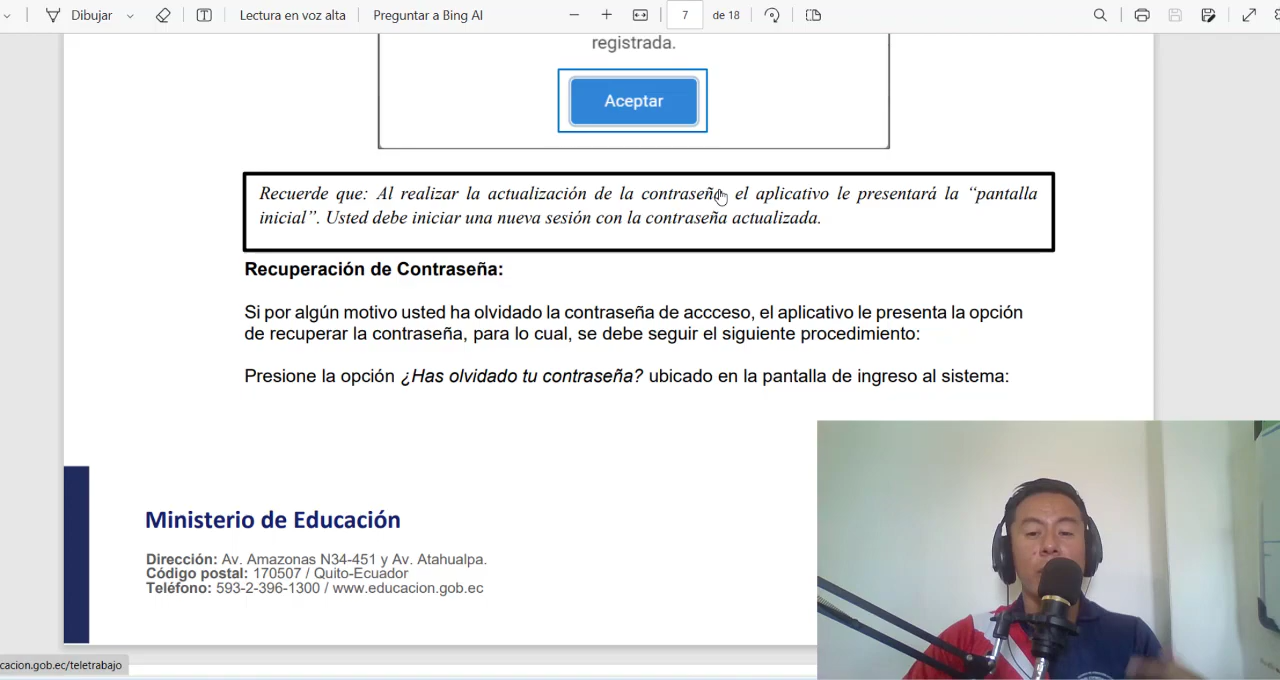 Dibujar
Lectura en voz alta
Preguntar a Bing AI
7
de 18
registrada.
Aceptar
Recuerde que: Al realizar la actualización de la contraseña el aplicativo le presentará la “pantalla
inicial”. Usted debe iniciar una nueva sesión con la contraseña actualizada.
Recuperación de Contraseña:
Si por algún motivo usted ha olvidado la contraseña de accceso, el aplicativo le presenta la opción
de recuperar la contraseña, para lo cual, se debe seguir el siguiente procedimiento:
Presione la opción ¿Has olvidado tu contraseña? ubicado en la pantalla de ingreso al sistema:
Ministerio de Educación
Dirección: Av. Amazonas N34-451 y Av. Atahualpa.
Código postal: 170507 / Quito-Ecuador
Teléfono: 593-2-396-1300 / www.educacion.gob.ec
cacion.gob.ec/teletrabajo